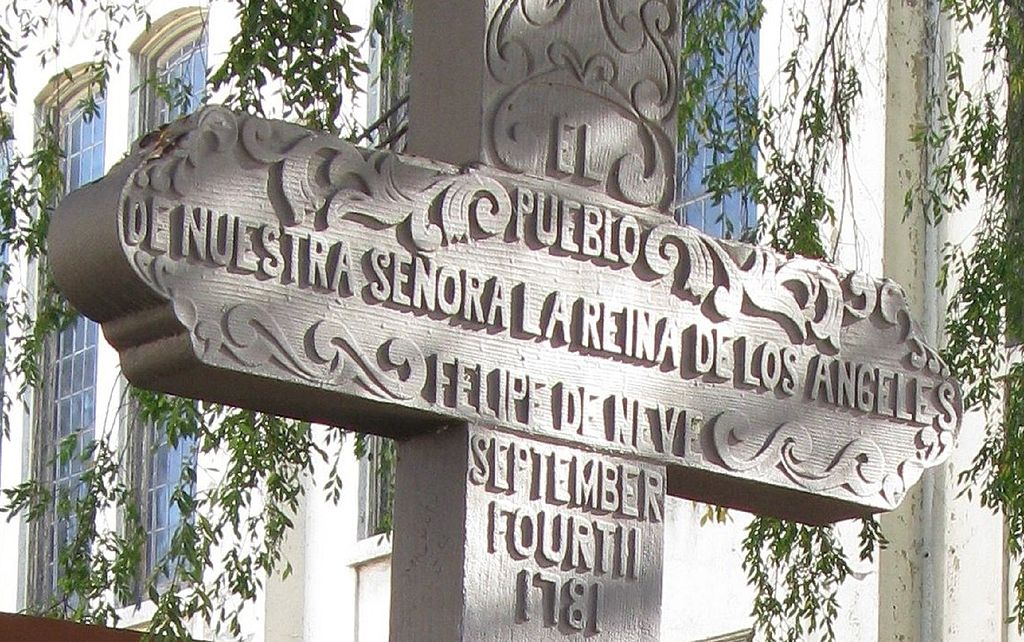 EL
PUEBLO
DE NUESTRA SEÑORA LA REINA DE LOS ANGELES
FELIPE DE NEVE
SEPTEMBER
FOURTH
1781